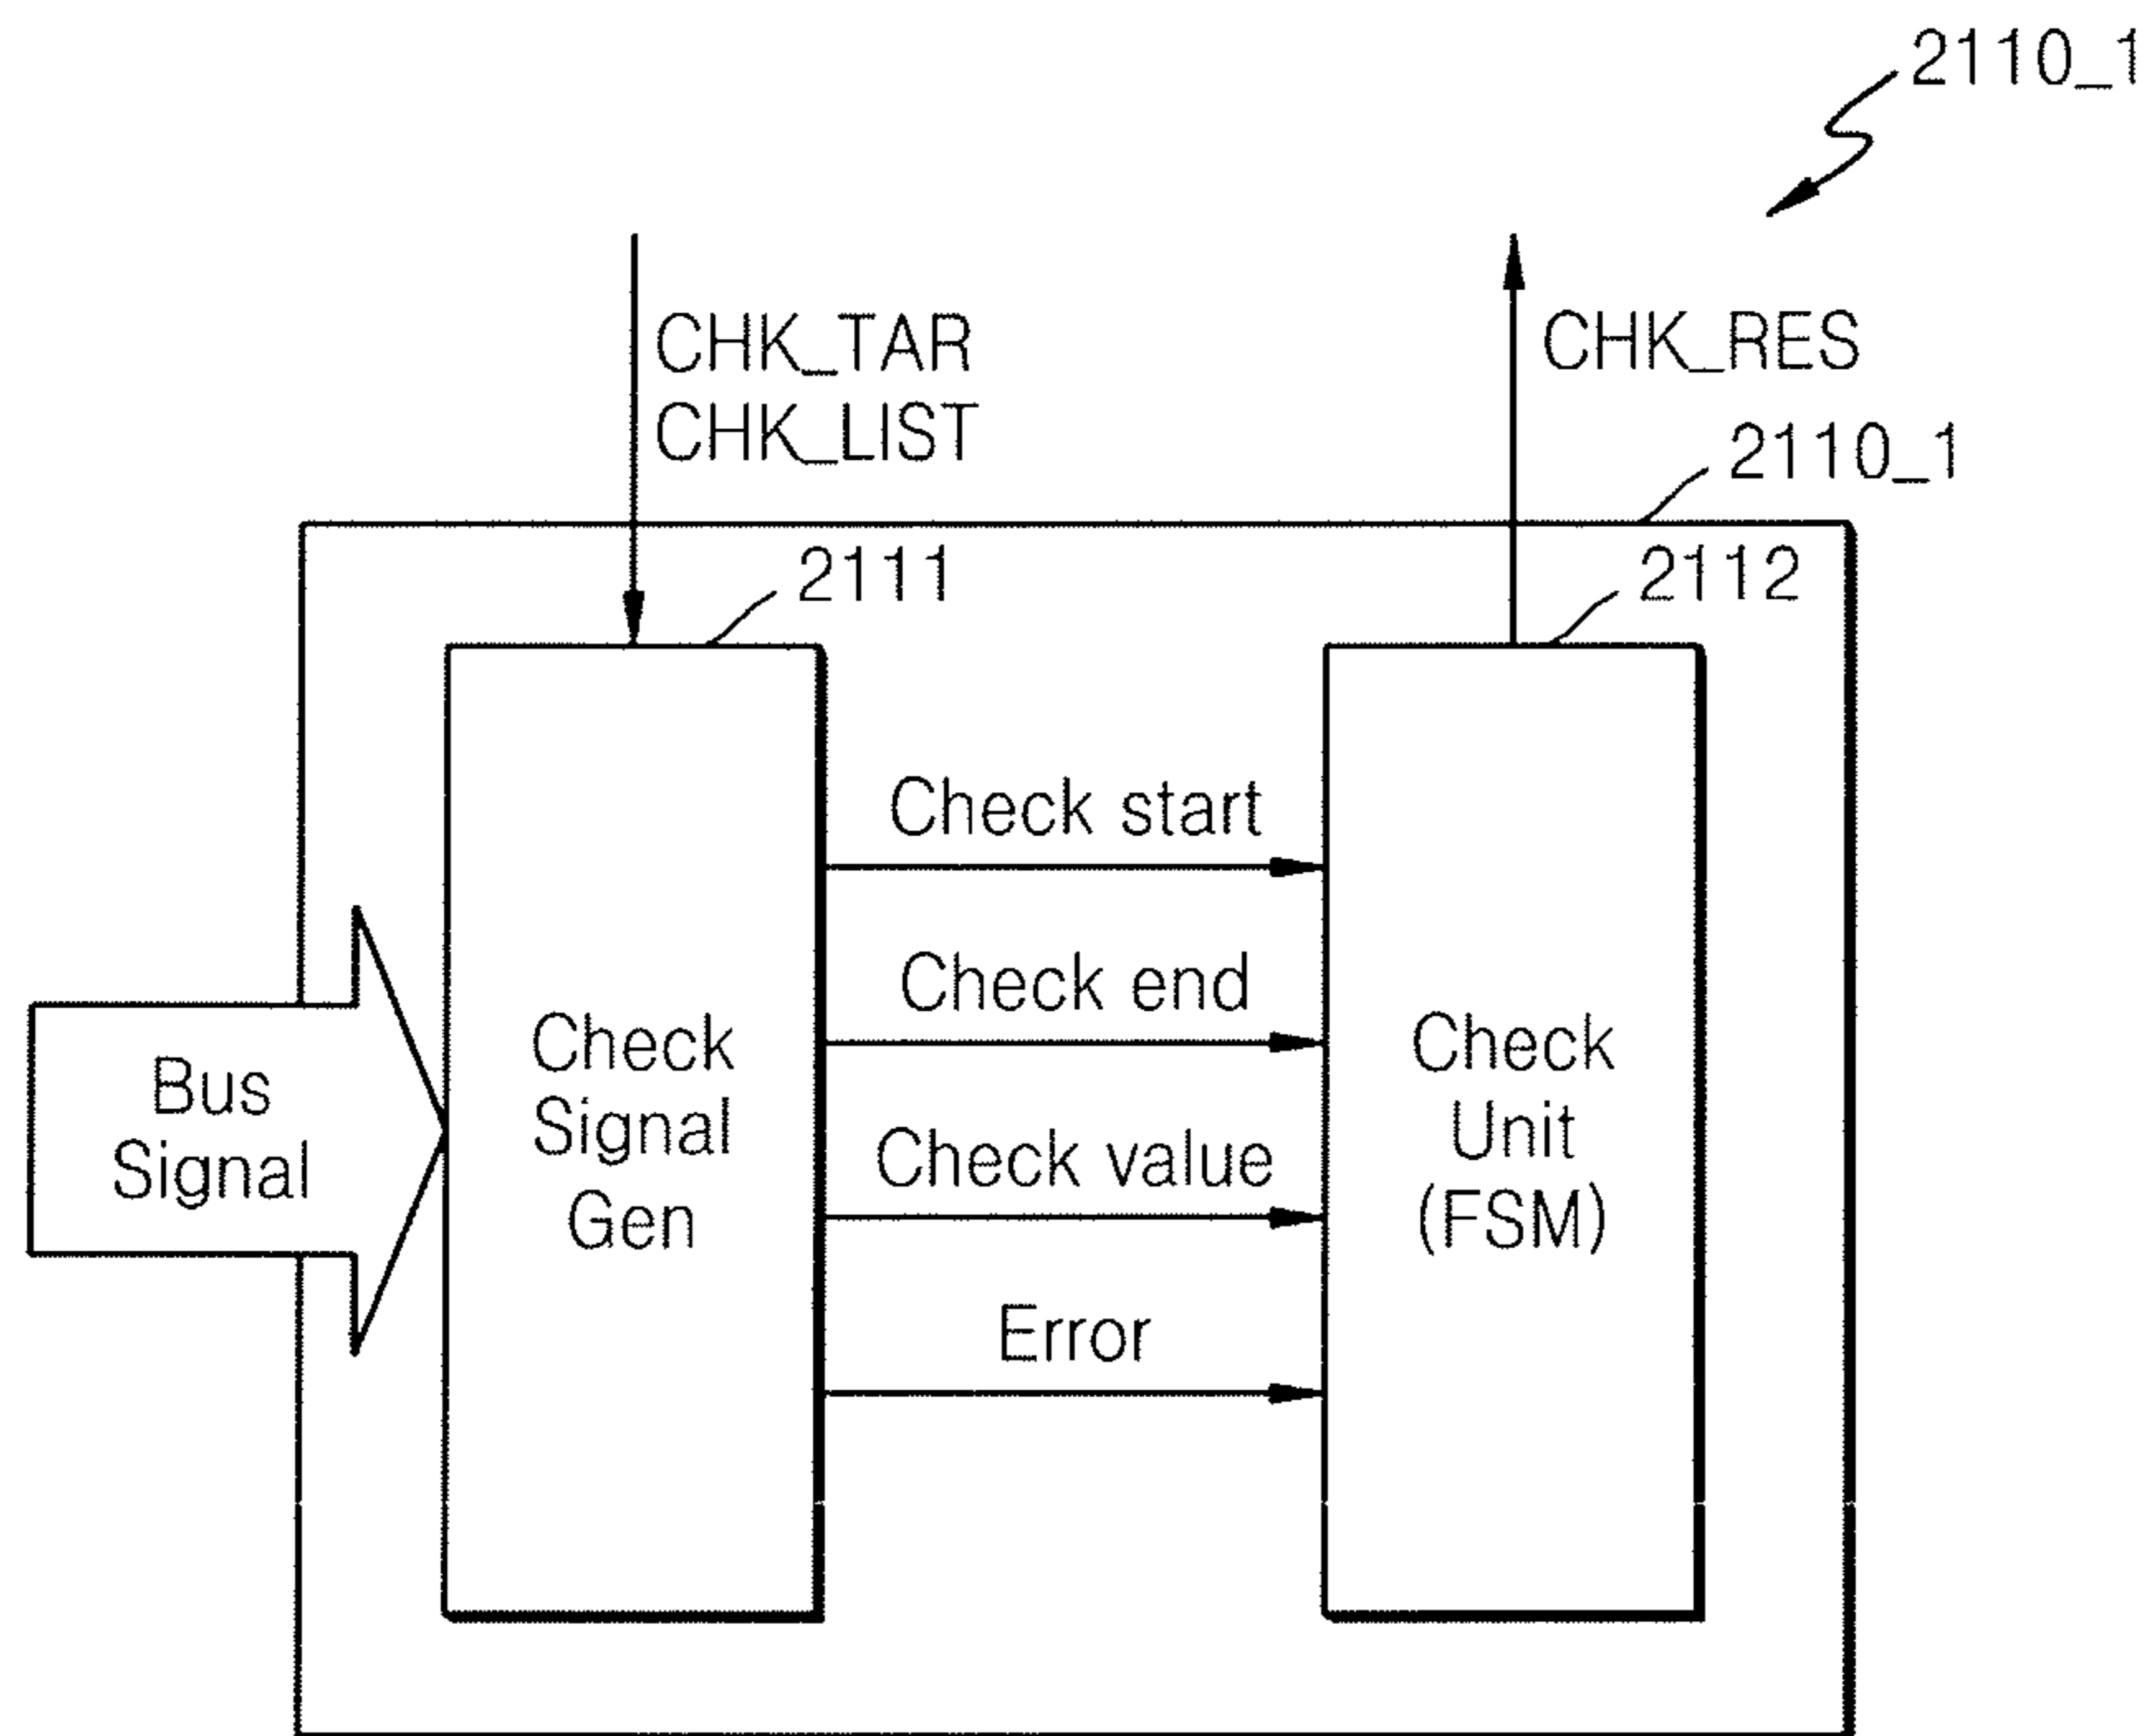 2110_1
CHK_TAR
CHK_LIST
CHK_RES
2110_1
2111
2112
Check start
Check end
Check value
Error
Bus
Signal
Check
Signal
Gen
Check
Unit
(FSM)